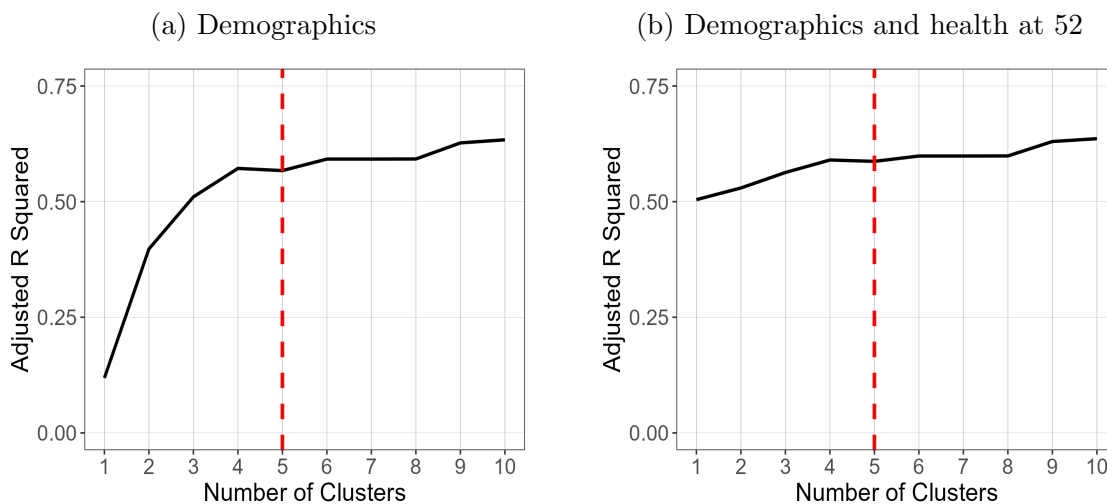 (a) Demographics
0.75
0.50
0.25
0.00
Adjusted R Squared
1 2 3 4 5 6 7 8 9 10
Number of Clusters
(b) Demographics and health at 52
0.75
0.50
0.25
0.00
Adjusted R Squared
1 2 3 4 5 6 7 8 9 10
Number of Clusters